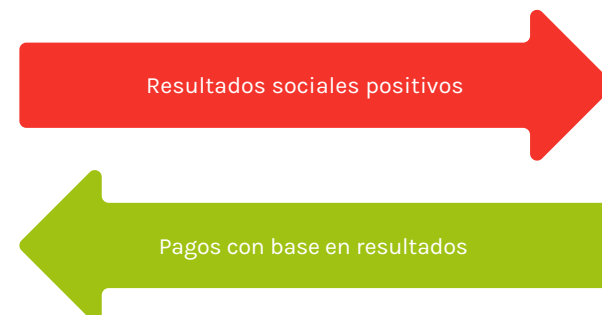 Resultados sociales positivos
Pagos con base en resultados